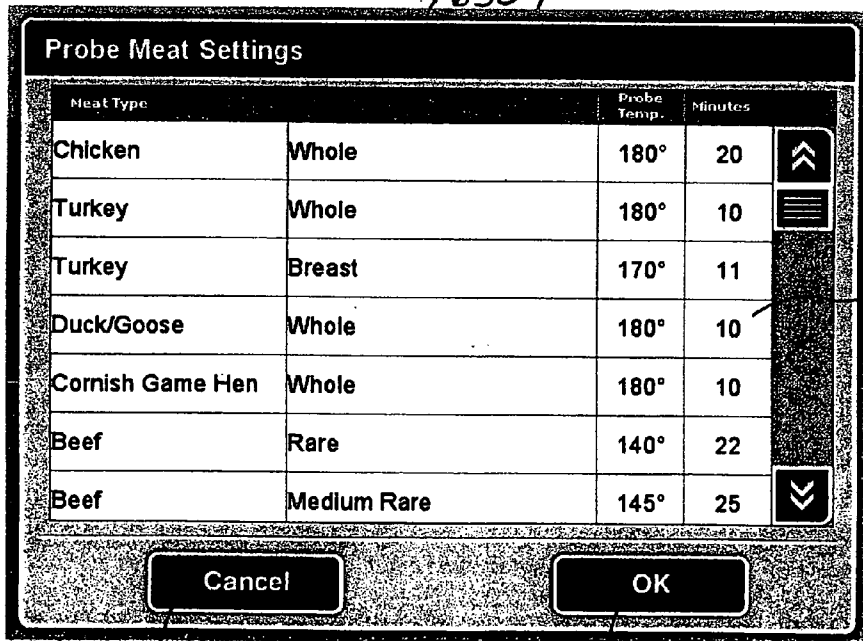 Probe Meat Settings
Meat Type Probe Temp. Minutes
Chicken Whole 180° 20
Turkey Whole 180° 10
Turkey Breast 170° 11
Duck/Goose Whole 180° 10
Cornish Game Hen Whole 180° 10
Beef Rare 140° 22
Beef Medium Rare 145° 25
Cancel OK